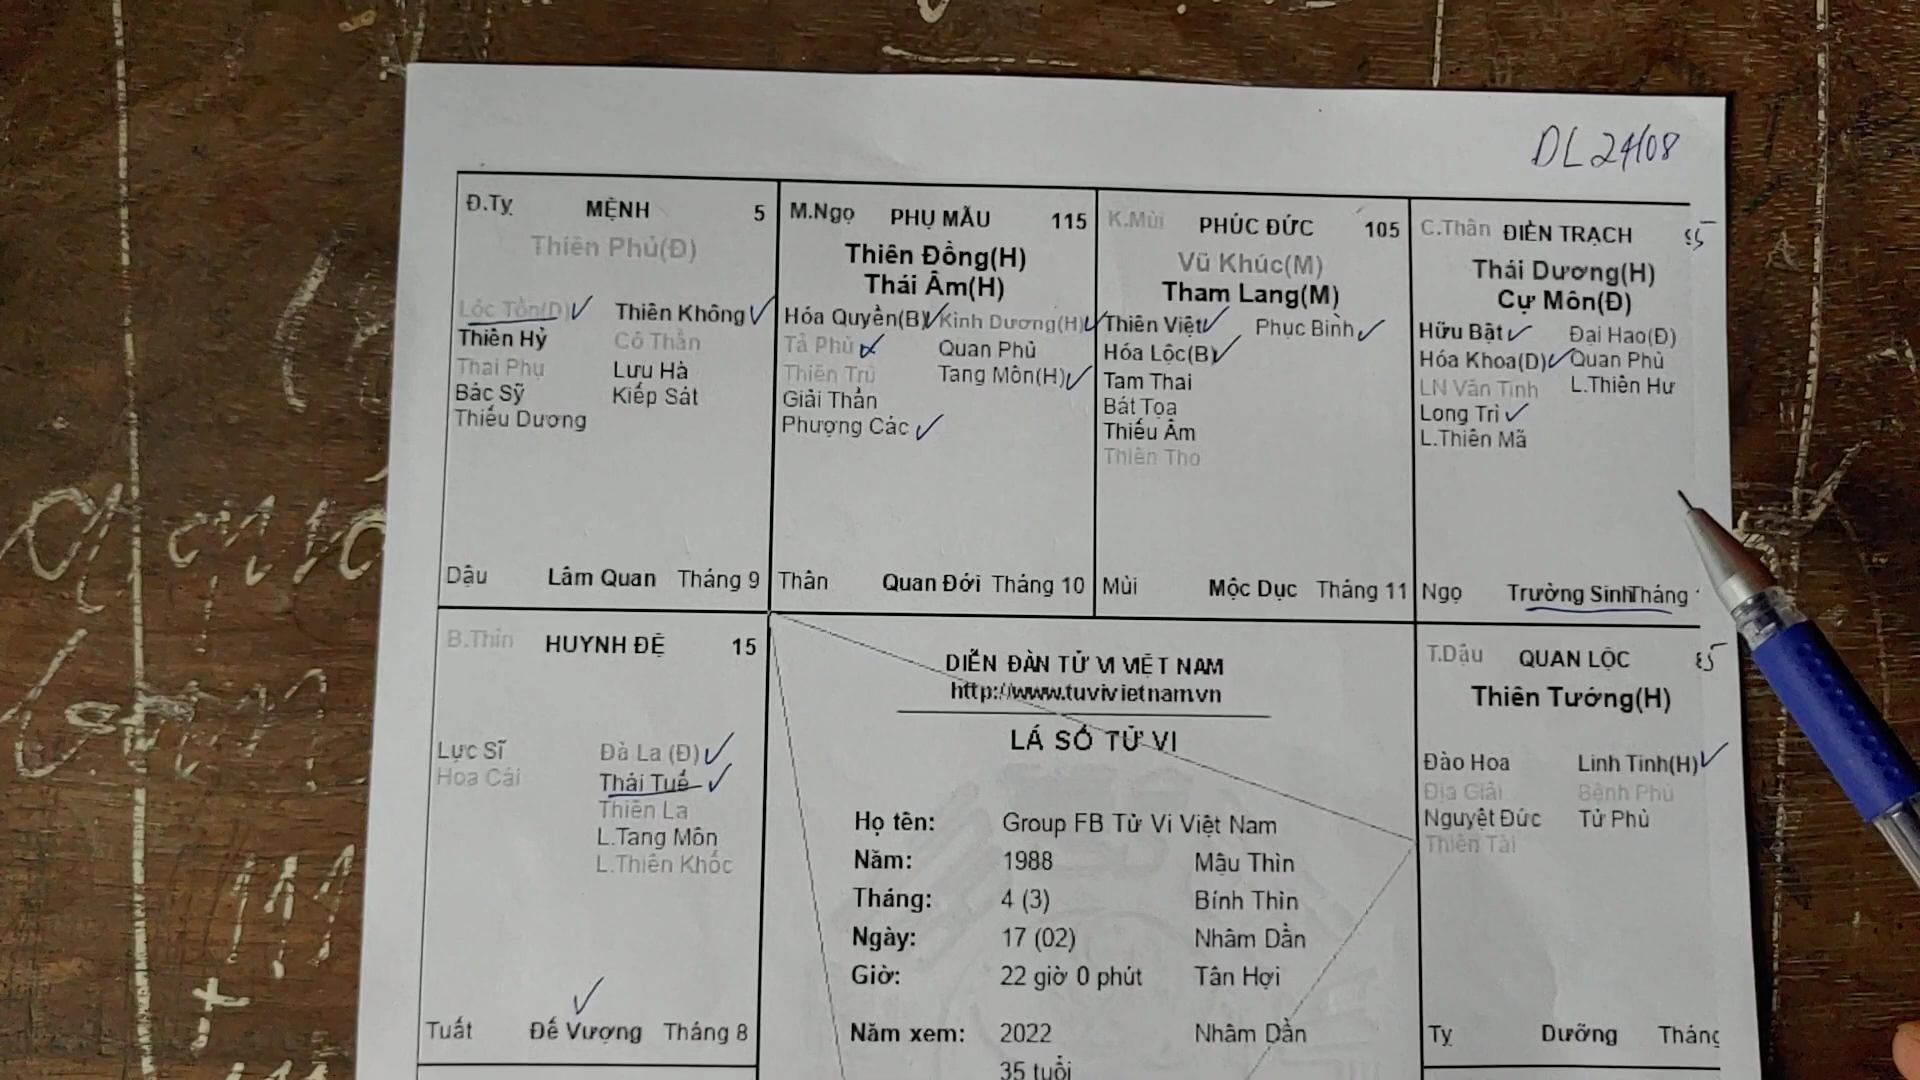 DL 24/08
Đ.Tỵ MỆNH 5
Thiên Phủ(Đ)
Lộc Tồn(D) Thiên Không
Thiên Hỷ Cô Thần
Thai Phụ Lưu Hà
Bác Sỹ Kiếp Sát
Thiếu Dương
Dậu Lâm Quan Tháng 9
M.Ngọ PHỤ MẪU 115
Thiên Đồng(H)
Thái Âm(H)
Hóa Quyền(B) Kình Dương(H)
Tả Phù Quan Phủ
Thiên Trù Tang Môn(H)
Giải Thần
Phượng Các
Thân Quan Đới Tháng 10
K.Mùi PHÚC ĐỨC 105
Vũ Khúc(M)
Tham Lang(M)
Thiên Việt Phục Binh
Hóa Lộc(B)
Tam Thai
Bát Tọa
Thiếu Âm
Thiên Thọ
Mùi Mộc Dục Tháng 11
C.Thân ĐIỀN TRẠCH
Thái Dương(H)
Cự Môn(Đ)
Hữu Bật Đại Hao(Đ)
Hóa Khoa(D) Quan Phù
LN Văn Tinh L.Thiên Hư
Long Trì
L.Thiên Mã
Ngọ Trường Sinh Tháng
B.Thìn HUYNH ĐỆ 15
Lực Sĩ Đà La (Đ)
Hoa Cái Thái Tuế
Thiên La
L.Tang Môn
L.Thiên Khốc
Tuất Đế Vượng Tháng 8
DIỄN ĐÀN TỬ VI VIỆT NAM
http://www.tuvivietnam.vn
LÁ SỐ TỬ VI
Họ tên: Group FB Tử Vi Việt Nam
Năm: 1988 Mậu Thìn
Tháng: 4 (3) Bính Thìn
Ngày: 17 (02) Nhâm Dần
Giờ: 22 giờ 0 phút Tân Hợi
Năm xem: 2022 Nhâm Dần
35 tuổi
T.Dậu QUAN LỘC
Thiên Tướng(H)
Đào Hoa Linh Tinh(H)
Địa Giải Bệnh Phù
Nguyệt Đức Tử Phù
Thiên Tài
Tỵ Dưỡng Tháng